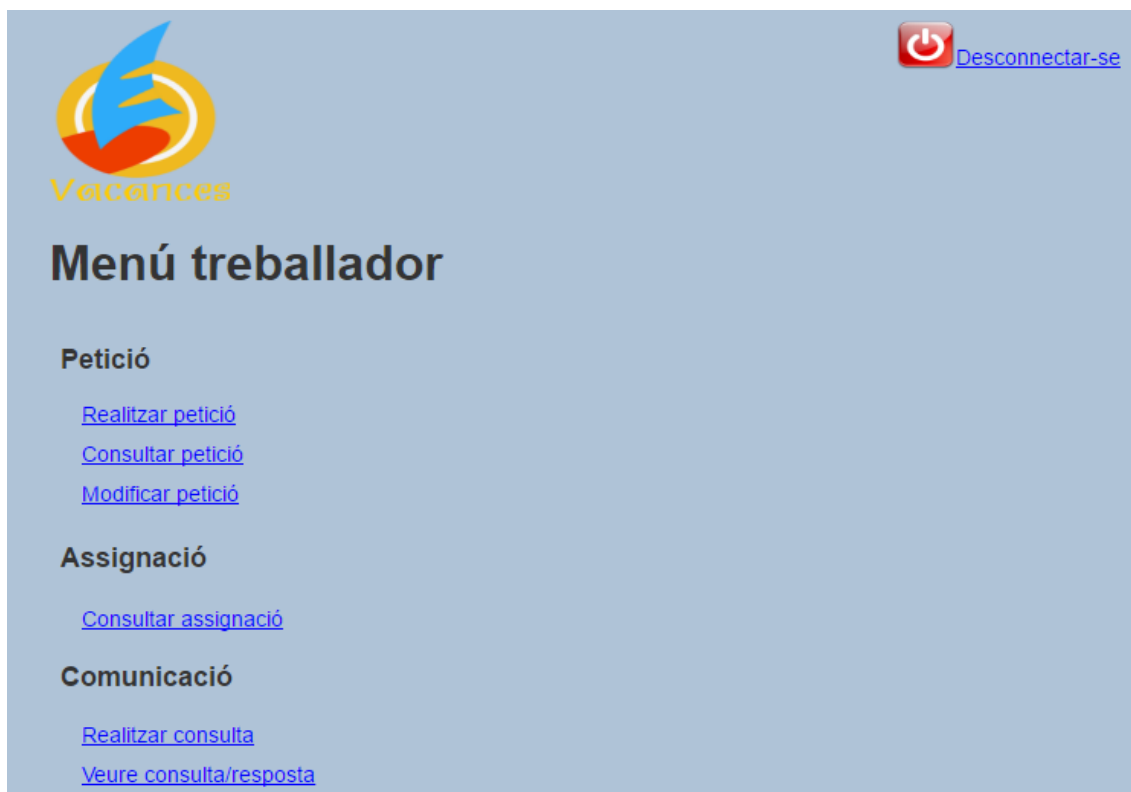 Desconnectar-se
Vacances
Menú treballador
Petició
Realitzar petició
Consultar petició
Modificar petició
Assignació
Consultar assignació
Comunicació
Realitzar consulta
Veure consulta/resposta